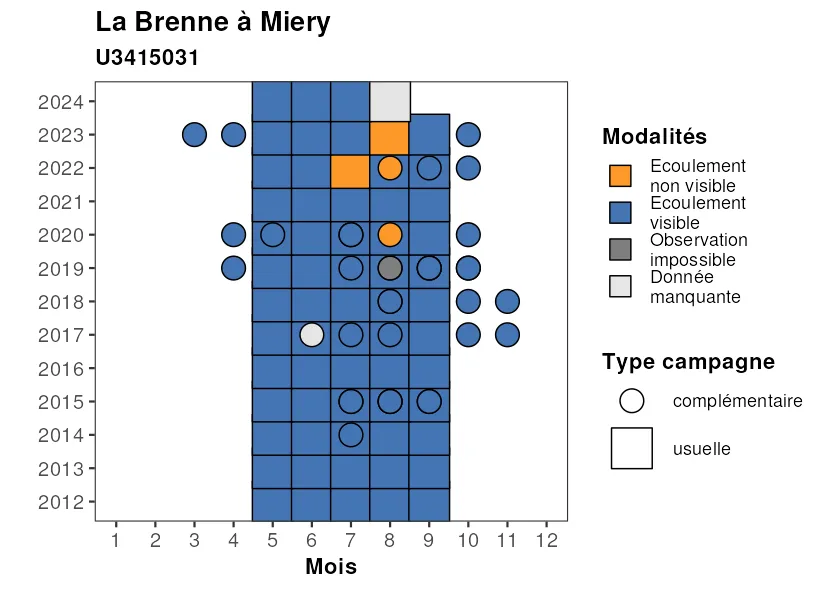 La Brenne à Miery
U3415031
2024
2023
2022
2021
2020
2019
2018
2017
2016
2015
2014
2013
2012
1 2 3 4 5 6 7 8 9 10 11 12
Mois
Modalités
Ecoulement
non visible
Ecoulement
visible
Observation
impossible
Donnée
manquante
Type campagne
complémentaire
usuelle